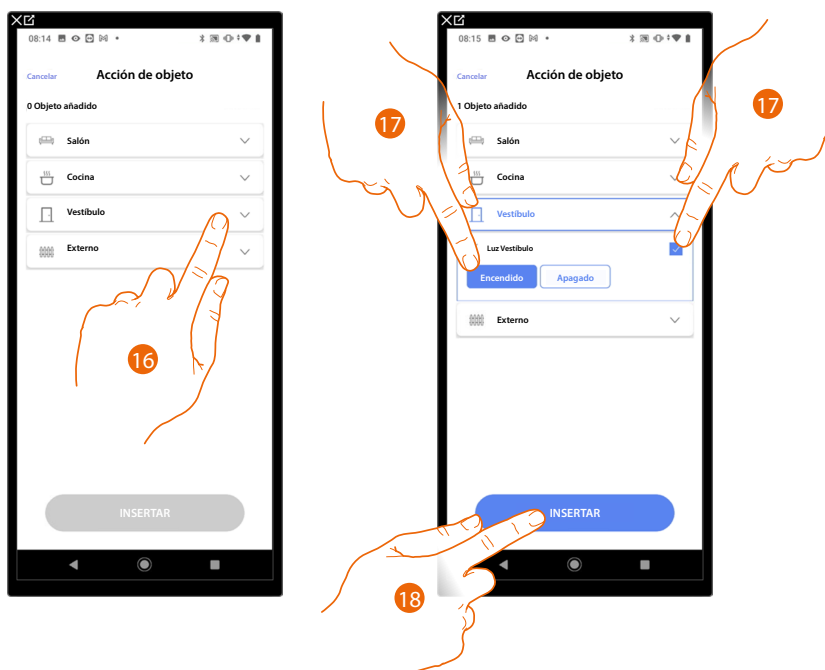 08:14
Cancelar Acción de objeto
0 Objeto añadido
Salón
Cocina
Vestíbulo
Externo
16
INSERTAR
08:15
Cancelar Acción de objeto
1 Objeto añadido
17
17
Salón
Cocina
Vestíbulo
Luz Vestíbulo
Encendido Apagado
Externo
INSERTAR
18